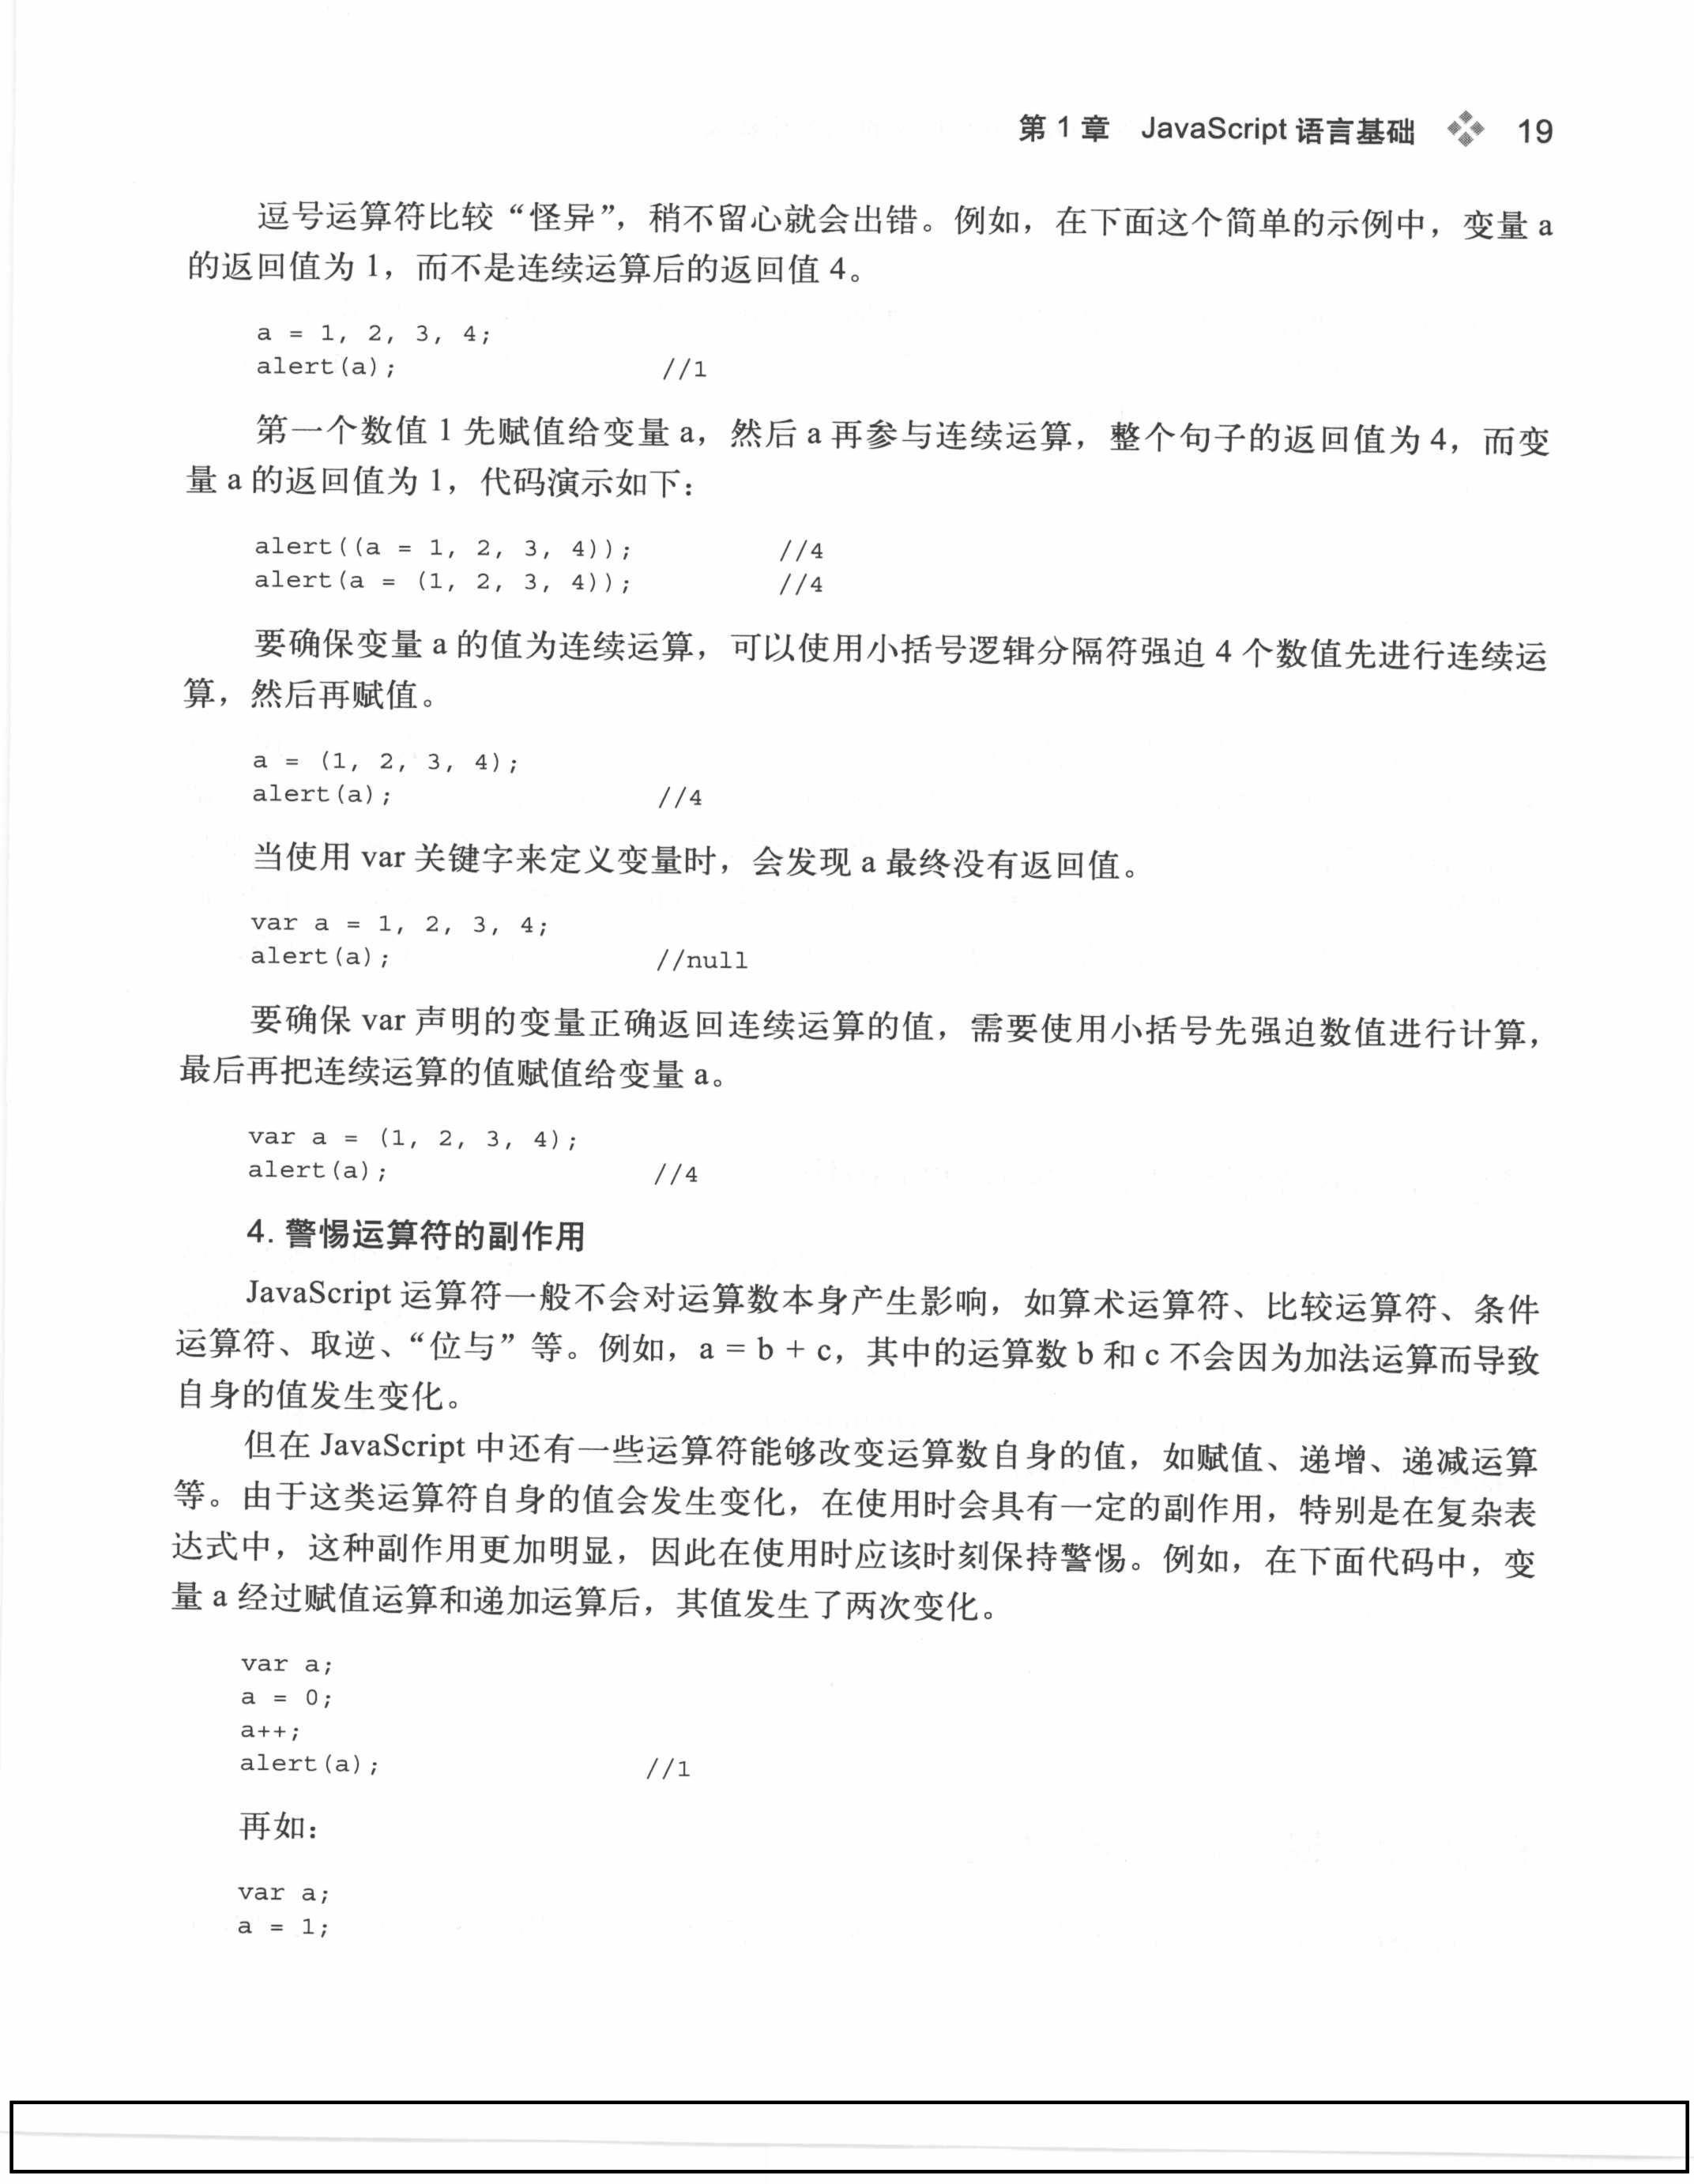 第 1 章　JavaScript 语言基础　19
逗号运算符比较“怪异”，稍不留心就会出错。例如，在下面这个简单的示例中，变量 a
的返回值为 1，而不是连续运算后的返回值 4。
a = 1, 2, 3, 4;
alert(a);　　　　　　　　//1
第一个数值 1 先赋值给变量 a，然后 a 再参与连续运算，整个句子的返回值为 4，而变
量 a 的返回值为 1，代码演示如下：
alert((a = 1, 2, 3, 4));　　　　//4
alert(a = (1, 2, 3, 4));　　　　//4
要确保变量 a 的值为连续运算，可以使用小括号逻辑分隔符强迫 4 个数值先进行连续运
算，然后再赋值。
a = (1, 2, 3, 4);
alert(a);　　　　　　　　//4
当使用 var 关键字来定义变量时，会发现 a 最终没有返回值。
var a = 1, 2, 3, 4;
alert(a);　　　　　　　　//null
要确保 var 声明的变量正确返回连续运算的值，需要使用小括号先强迫数值进行计算，
最后再把连续运算的值赋值给变量 a。
var a = (1, 2, 3, 4);
alert(a);　　　　　　　　//4
4. 警惕运算符的副作用
JavaScript 运算符一般不会对运算数本身产生影响，如算术运算符、比较运算符、条件
运算符、取逆、“位与”等。例如，a = b + c，其中的运算数 b 和 c 不会因为加法运算而导致
自身的值发生变化。
但在 JavaScript 中还有一些运算符能够改变运算数自身的值，如赋值、递增、递减运算
等。由于这类运算符自身的值会发生变化，在使用时会具有一定的副作用，特别是在复杂表
达式中，这种副作用更加明显，因此在使用时应该时刻保持警惕。例如，在下面代码中，变
量 a 经过赋值运算和递加运算后，其值发生了两次变化。
var a;
a = 0;
a++;
alert(a);　　　　　　　　//1
再如：
var a;
a = 1;